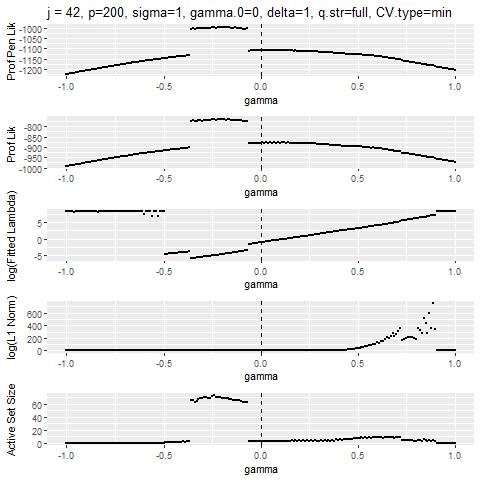 j = 42, p=200, sigma=1, gamma.0=0, delta=1, q.str=full, CV.type=min
Prof Pen Lik
-1000
-1050
-1100
-1150
-1200
-1.0 -0.5 0.0 0.5 1.0
gamma
Prof Lik
-800
-850
-900
-950
-1000
-1.0 -0.5 0.0 0.5 1.0
gamma
log(Fitted Lambda)
5
0
-5
-1.0 -0.5 0.0 0.5 1.0
gamma
log(L1 Norm)
600
400
200
0
-1.0 -0.5 0.0 0.5 1.0
gamma
Active Set Size
60
40
20
0
-1.0 -0.5 0.0 0.5 1.0
gamma